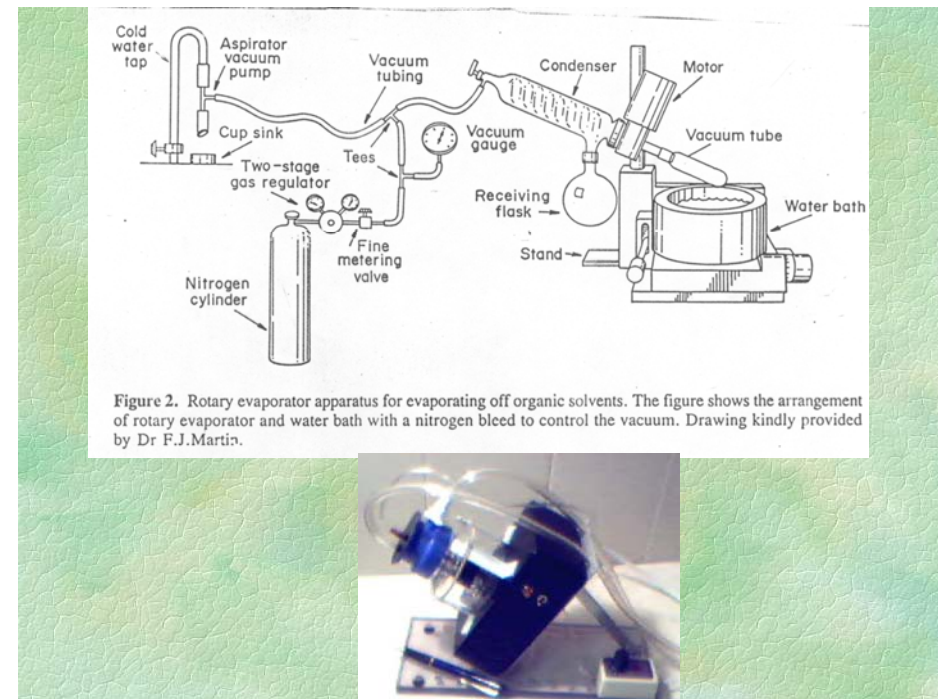 Cold
water
tap
Aspirator
vacuum
pump
Vacuum
tubing
Condenser
Motor
Cup sink
Tees
Vacuum
gauge
Vacuum tube
Two-stage
gas regulator
Receiving
flask
Water bath
Fine
metering
valve
Stand
Nitrogen
cylinder
Figure 2. Rotary evaporator apparatus for evaporating off organic solvents. The figure shows the arrangement
of rotary evaporator and water bath with a nitrogen bleed to control the vacuum. Drawing kindly provided
by Dr F.J.Martin.